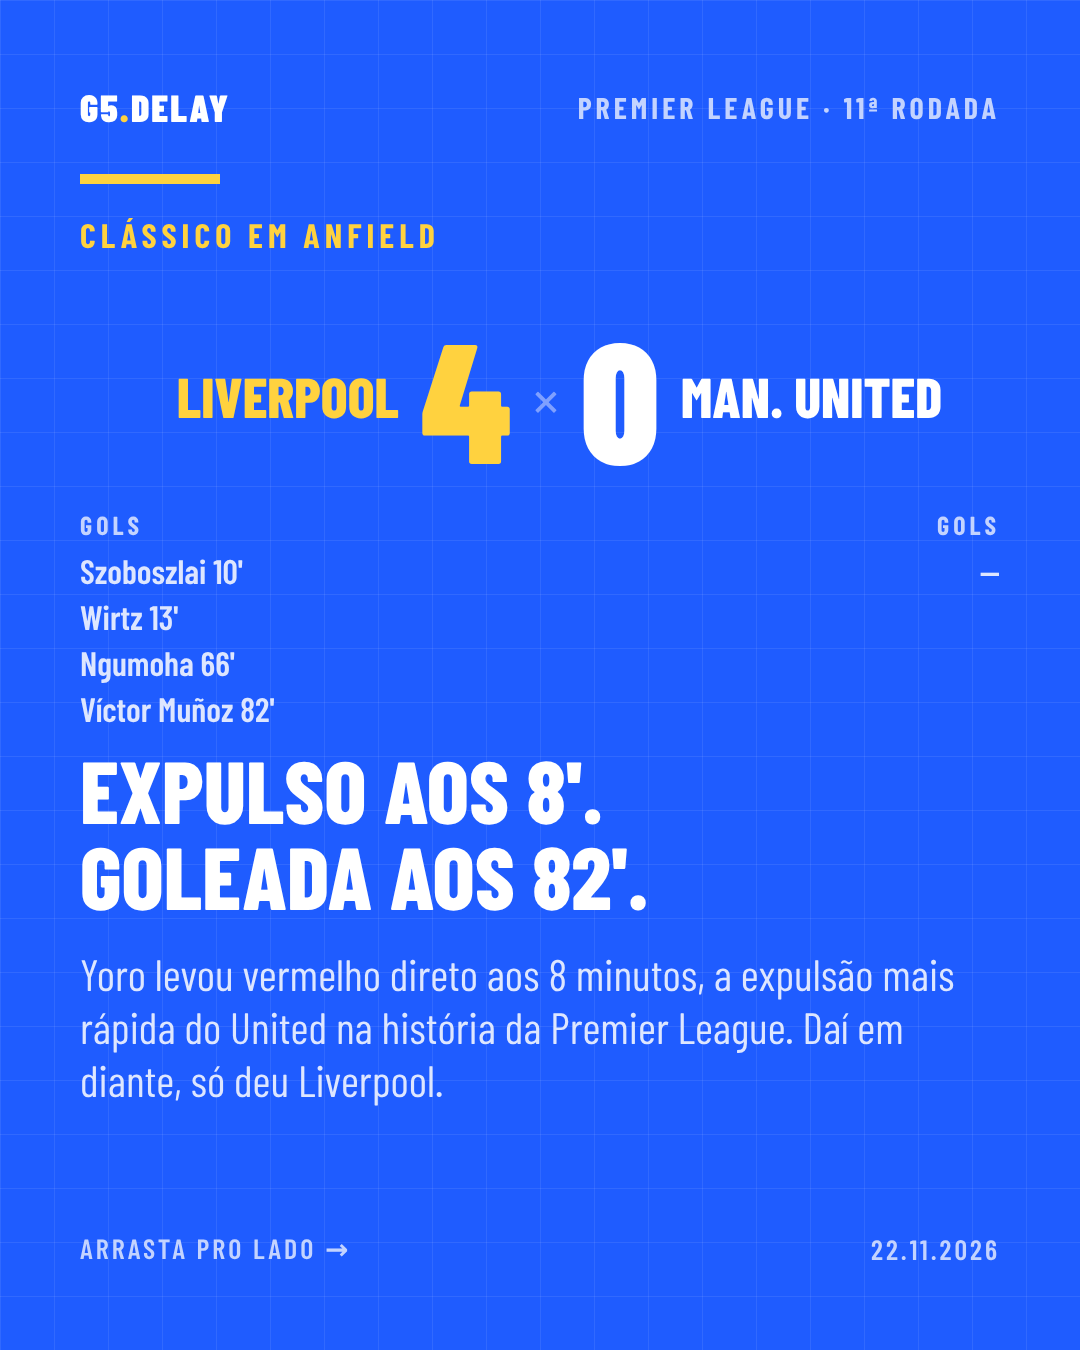 G5.DELAY
PREMIER LEAGUE · 11ª RODADA
CLÁSSICO EM ANFIELD
LIVERPOOL 4 × 0 MAN. UNITED
GOLS
Szoboszlai 10'
Wirtz 13'
Ngumoha 66'
Víctor Muñoz 82'
GOLS
—
EXPULSO AOS 8'.
GOLEADA AOS 82'.
Yoro levou vermelho direto aos 8 minutos, a expulsão mais
rápida do United na história da Premier League. Daí em
diante, só deu Liverpool.
ARRASTA PRO LADO →
22.11.2026